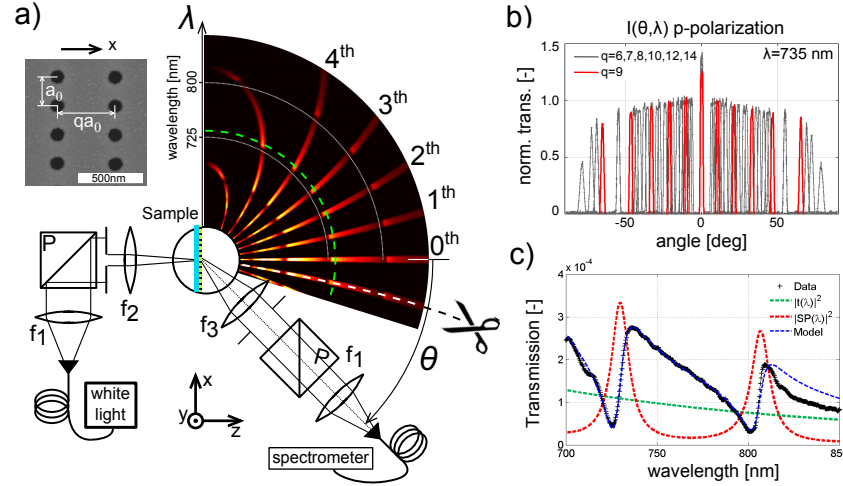 a)
x
a0
qa0
500nm
λ
wavelength [nm]
800
725
4th
3th
2th
1th
0th
Sample
P
f2
f1
f3
P
f1
θ
white
light
x
y
z
spectrometer
b)
I(θ,λ) p-polarization
q=6,7,8,10,12,14
q=9
λ=735 nm
norm. trans. [-]
1.5
1.0
0.5
0
-50
0
50
angle [deg]
c)
x 10^-4
Data
|t(λ)|²
|SP(λ)|²
Model
Transmission [-]
4
3
2
1
0
700
750
800
85
wavelength [nm]